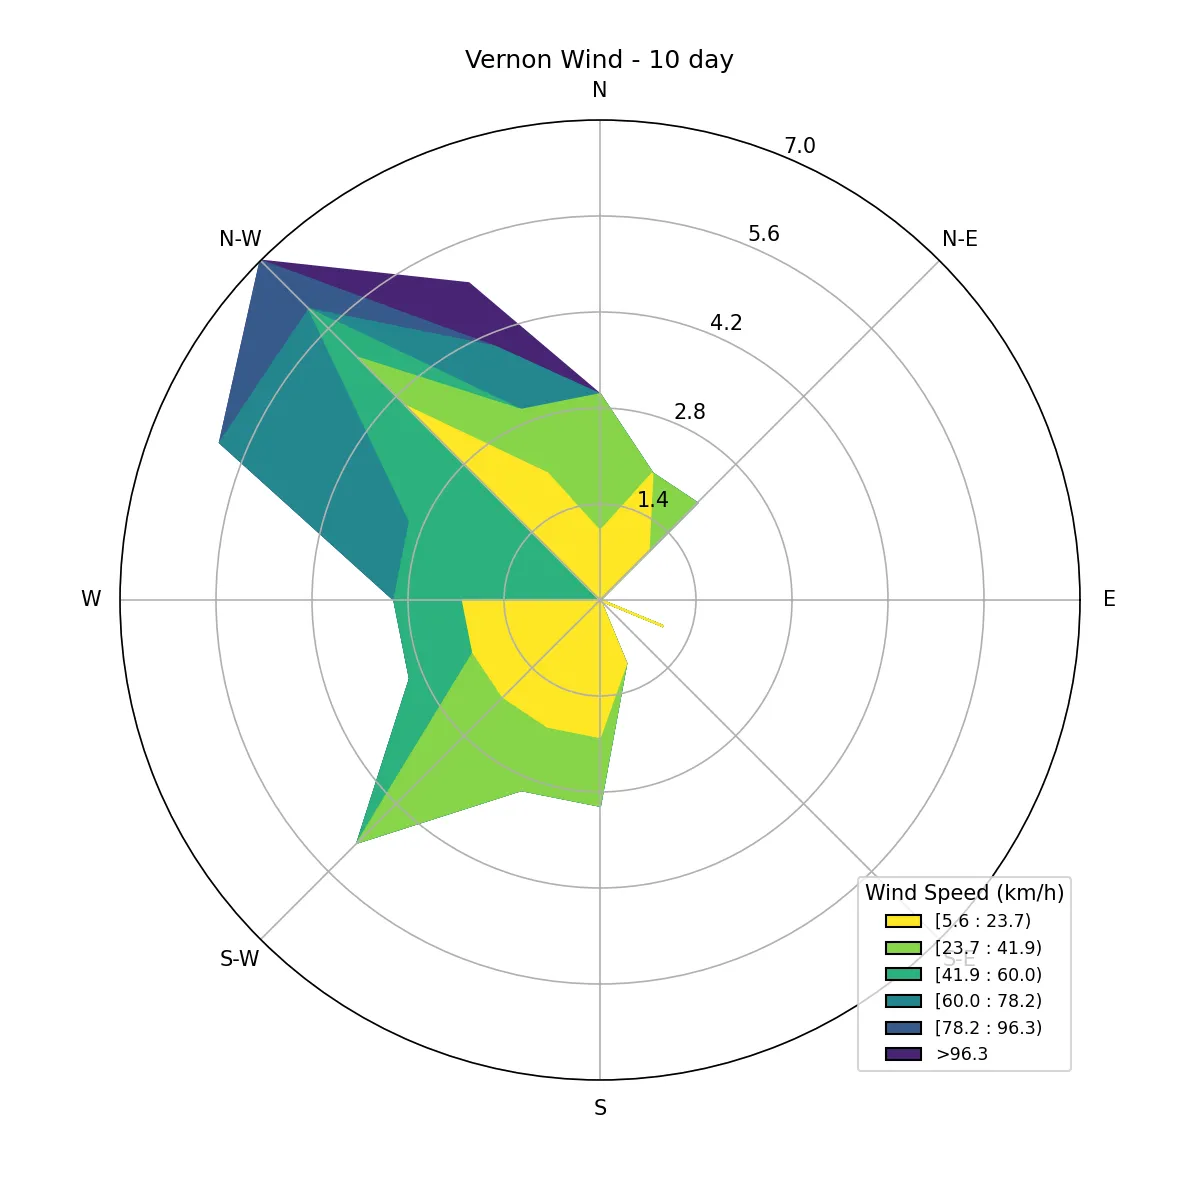 Vernon Wind - 10 day
N
7.0
5.6
N-W
N-E
4.2
2.8
1.4
W
E
Wind Speed (km/h)
[5.6 : 23.7)
[23.7 : 41.9)
S-W
S-E
[41.9 : 60.0)
[60.0 : 78.2)
[78.2 : 96.3)
>96.3
S